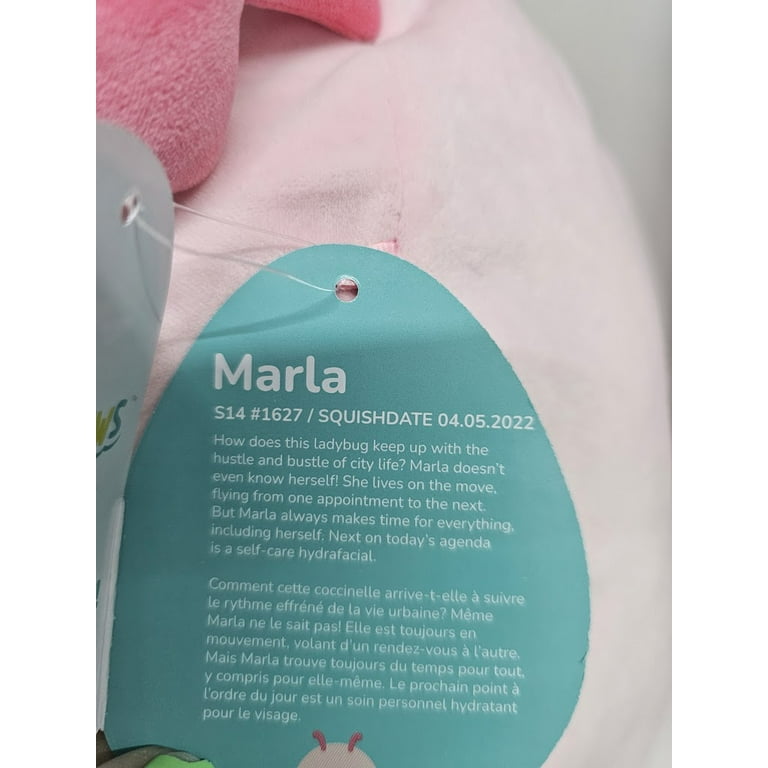 Marla
S14 #1627 / SQUISHDATE 04.05.2022
How does this ladybug keep up with the
hustle and bustle of city life? Marla doesn't
even know herself! She lives on the move,
flying from one appointment to the next.
But Marla always makes time for everything,
including herself. Next on today's agenda
is a self-care hydrafacial.
Comment cette coccinelle arrive-t-elle à suivre
le rythme effréné de la vie urbaine? Même
Marla ne le sait pas! Elle est toujours en
mouvement, volant d'un rendez-vous à l'autre.
Mais Marla trouve toujours du temps pour tout,
y compris pour elle-même. Le prochain point à
l'ordre du jour est un soin personnel hydratant
pour le visage.